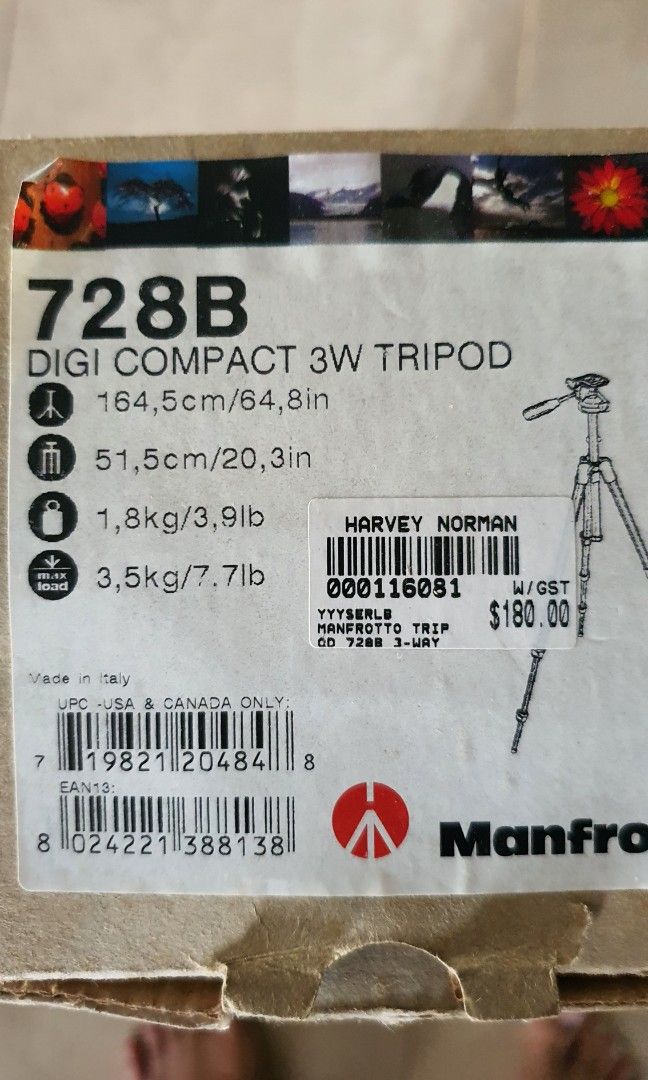 728B
DIGI COMPACT 3W TRIPOD
164,5cm/64,8in
51,5cm/20,3in
1,8kg/3,9lb
max
load
3,5kg/7.7lb
HARVEY NORMAN
000116081
W/GST
$180.00
YYYSERLB
MANFROTTO TRIP
OD 728B 3-WAY
Made in Italy
UPC -USA & CANADA ONLY:
7 19821 20484 8
EAN13:
8 024221 388138
Manfro